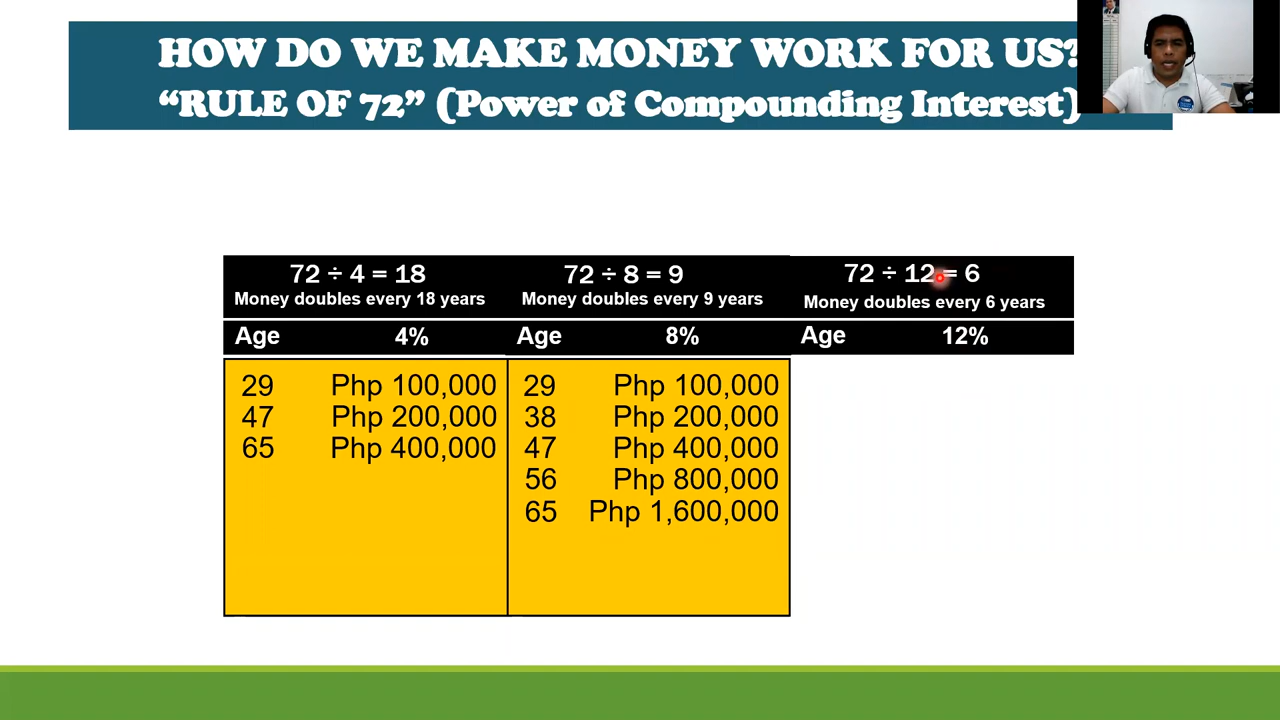 HOW DO WE MAKE MONEY WORK FOR US?
“RULE OF 72” (Power of Compounding Interest)
72 ÷ 4 = 18
Money doubles every 18 years
72 ÷ 8 = 9
Money doubles every 9 years
72 ÷ 12 = 6
Money doubles every 6 years
Age 4%
Age 8%
Age 12%
29 Php 100,000
47 Php 200,000
65 Php 400,000
29 Php 100,000
38 Php 200,000
47 Php 400,000
56 Php 800,000
65 Php 1,600,000